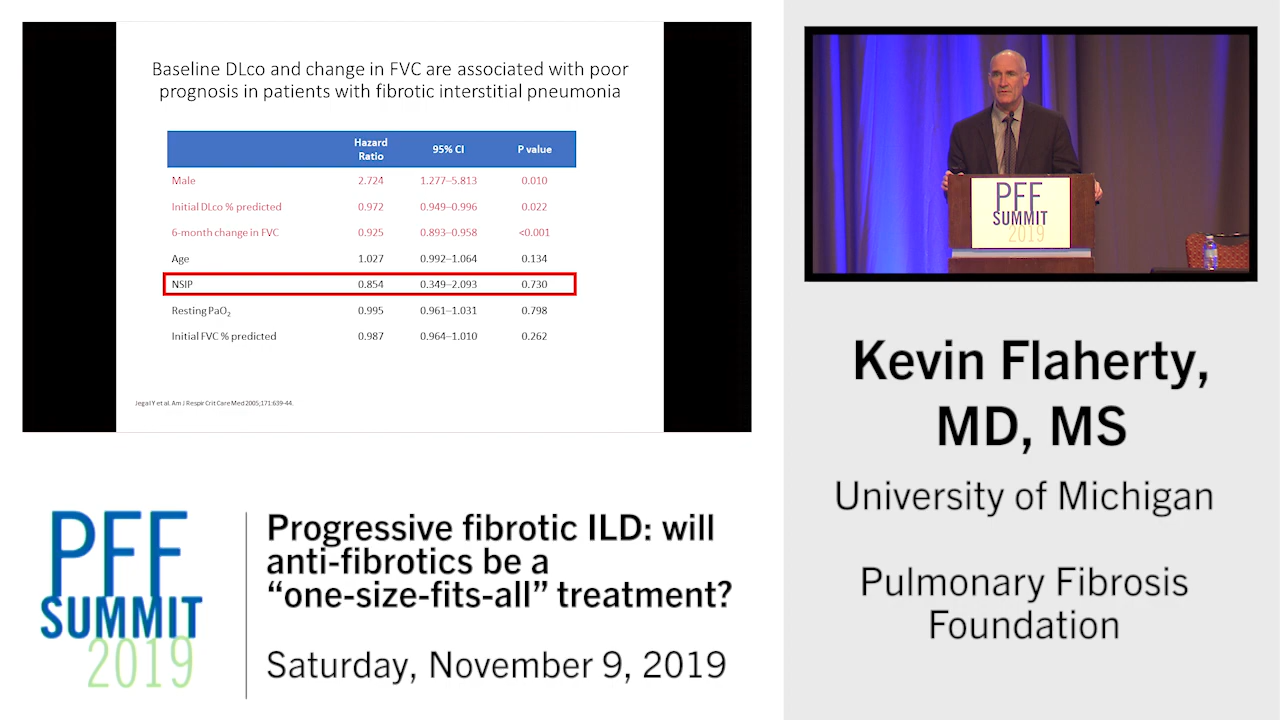 Baseline DLco and change in FVC are associated with poor
prognosis in patients with fibrotic interstitial pneumonia
Hazard Ratio 95% CI P value
Male 2.724 1.277–5.813 0.010
Initial DLco % predicted 0.972 0.949–0.996 0.022
6-month change in FVC 0.925 0.893–0.958 <0.001
Age 1.027 0.992–1.064 0.134
NSIP 0.854 0.349–2.093 0.730
Resting PaO2 0.995 0.961–1.031 0.798
Initial FVC % predicted 0.987 0.964–1.010 0.262
Jegal Y et al. Am J Respir Crit Care Med 2005;171:639-44.
PFF
SUMMIT
2019
Kevin Flaherty,
MD, MS
University of Michigan
Pulmonary Fibrosis
Foundation
PFF
SUMMIT
2019
Progressive fibrotic ILD: will
anti-fibrotics be a
“one-size-fits-all” treatment?
Saturday, November 9, 2019